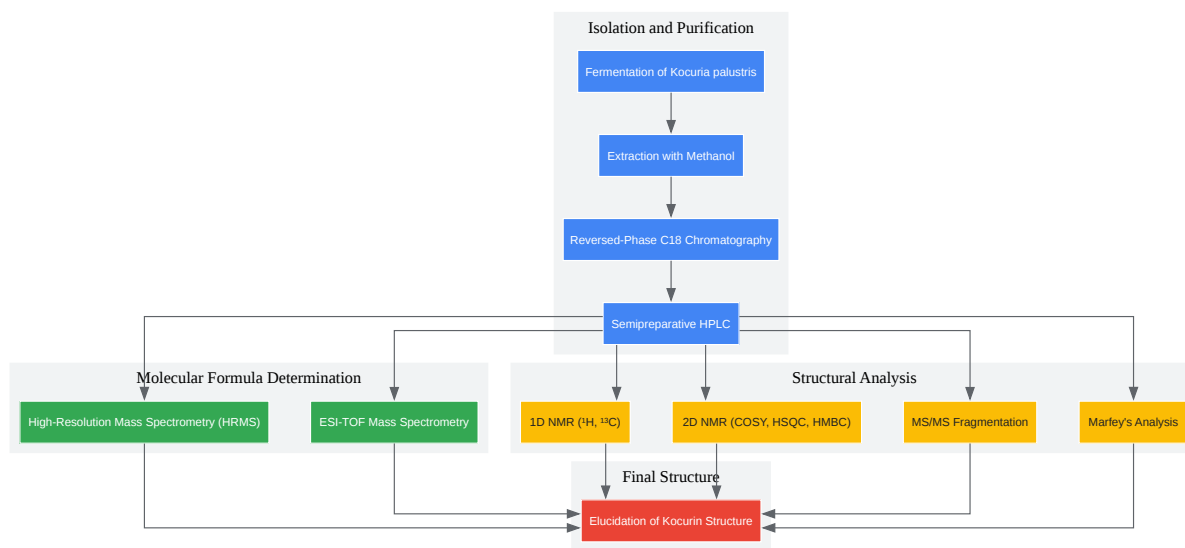 Isolation and Purification
Fermentation of Kocuria palustris
Extraction with Methanol
Reversed-Phase C18 Chromatography
Semipreparative HPLC
Molecular Formula Determination
Structural Analysis
High-Resolution Mass Spectrometry (HRMS)
ESI-TOF Mass Spectrometry
1D NMR (¹H, ¹³C)
2D NMR (COSY, HSQC, HMBC)
MS/MS Fragmentation
Marfey's Analysis
Final Structure
Elucidation of Kocurin Structure